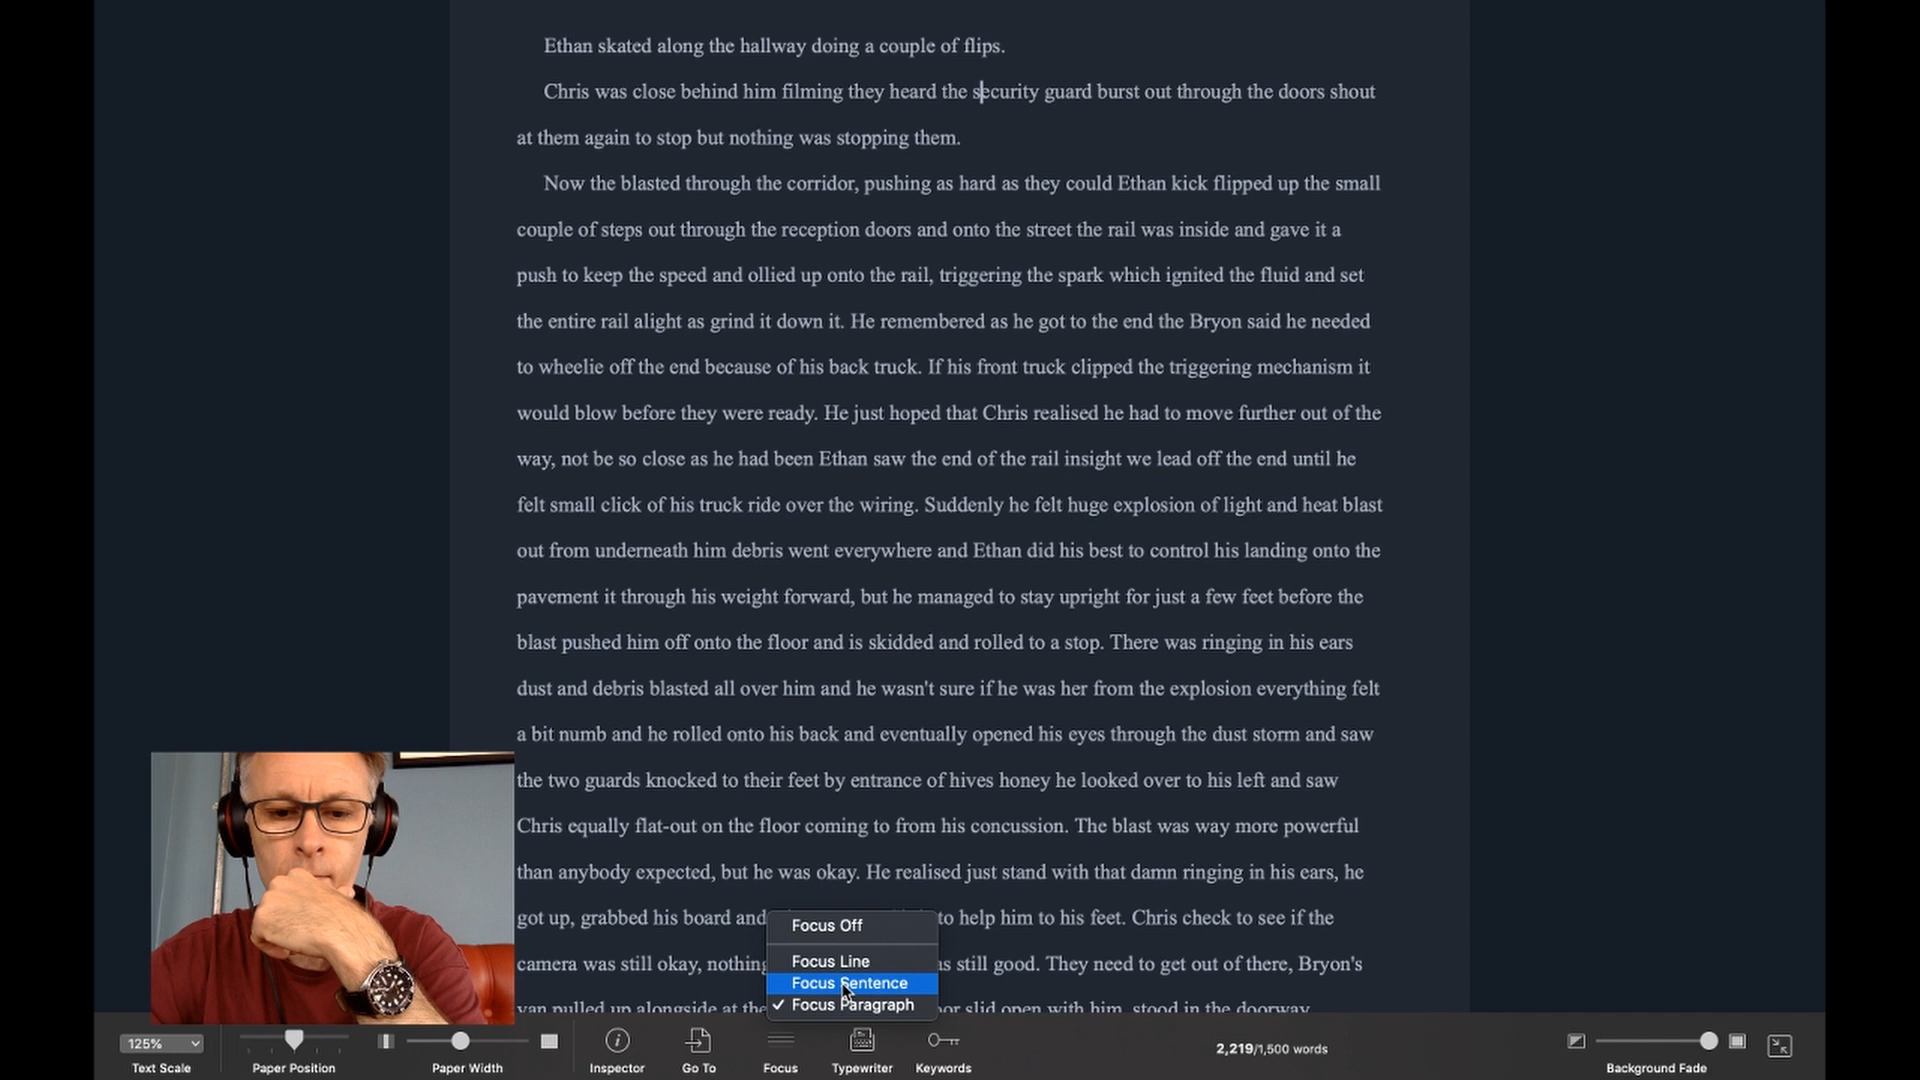 Ethan skated along the hallway doing a couple of flips.
Chris was close behind him filming they heard the security guard burst out through the doors shout
at them again to stop but nothing was stopping them.
Now the blasted through the corridor, pushing as hard as they could Ethan kick flipped up the small
couple of steps out through the reception doors and onto the street the rail was inside and gave it a
push to keep the speed and ollied up onto the rail, triggering the spark which ignited the fluid and set
the entire rail alight as grind it down it. He remembered as he got to the end the Bryon said he needed
to wheelie off the end because of his back truck. If his front truck clipped the triggering mechanism it
would blow before they were ready. He just hoped that Chris realised he had to move further out of the
way, not be so close as he had been Ethan saw the end of the rail insight we lead off the end until he
felt small click of his truck ride over the wiring. Suddenly he felt huge explosion of light and heat blast
out from underneath him debris went everywhere and Ethan did his best to control his landing onto the
pavement it through his weight forward, but he managed to stay upright for just a few feet before the
blast pushed him off onto the floor and is skidded and rolled to a stop. There was ringing in his ears
dust and debris blasted all over him and he wasn't sure if he was her from the explosion everything felt
a bit numb and he rolled onto his back and eventually opened his eyes through the dust storm and saw
the two guards knocked to their feet by entrance of hives honey he looked over to his left and saw
Chris equally flat-out on the floor coming to from his concussion. The blast was way more powerful
than anybody expected, but he was okay. He realised just stand with that damn ringing in his ears, he
got up, grabbed his board and to help him to his feet. Chris check to see if the
camera was still okay, nothing still good. They need to get out of there, Bryon's
van pulled up alongside at the slid open with him, stood in the doorway
Focus Off
Focus Line
Focus Sentence
✓ Focus Paragraph
125%
Text Scale
Paper Position
Paper Width
Inspector
Go To
Focus
Typewriter
Keywords
2,219/1,500 words
Background Fade